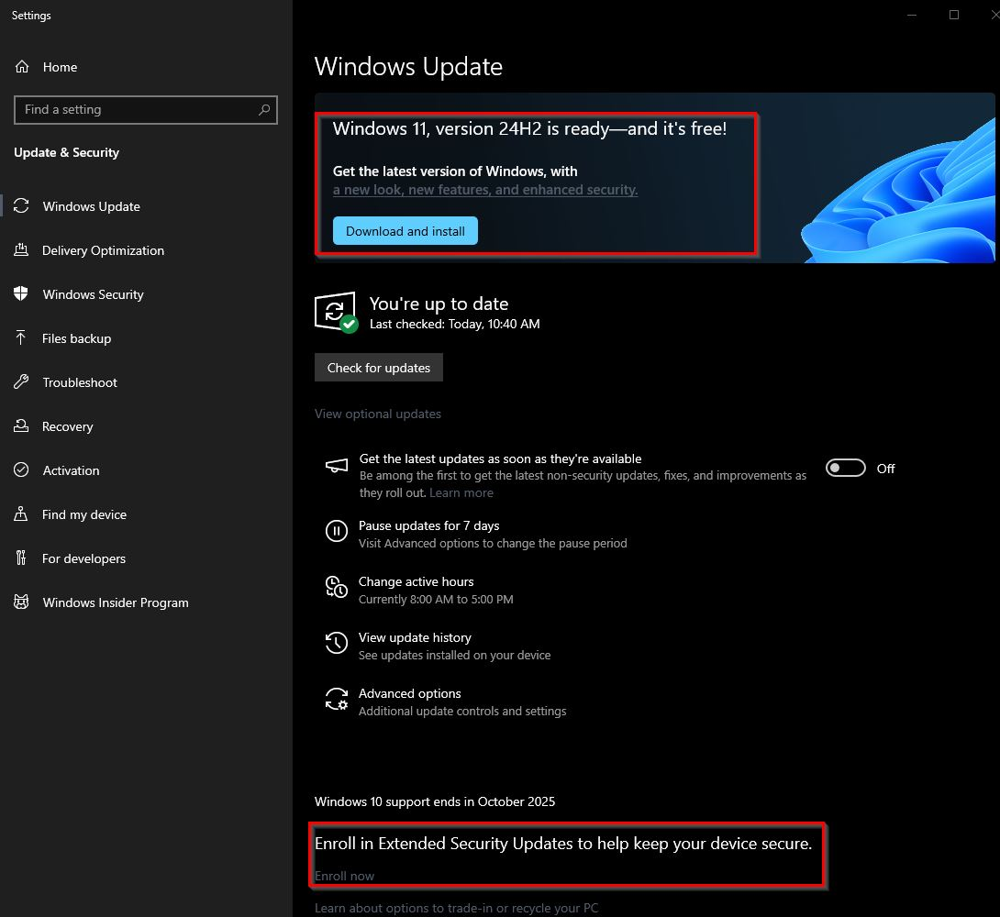 Settings
Home
Find a setting
Update & Security
Windows Update
Delivery Optimization
Windows Security
Files backup
Troubleshoot
Recovery
Activation
Find my device
For developers
Windows Insider Program
Windows Update
Windows 11, version 24H2 is ready—and it's free!
Get the latest version of Windows, with
a new look, new features, and enhanced security.
Download and install
You're up to date
Last checked: Today, 10:40 AM
Check for updates
View optional updates
Get the latest updates as soon as they're available
Be among the first to get the latest non-security updates, fixes, and improvements as
they roll out. Learn more
Off
Pause updates for 7 days
Visit Advanced options to change the pause period
Change active hours
Currently 8:00 AM to 5:00 PM
View update history
See updates installed on your device
Advanced options
Additional update controls and settings
Windows 10 support ends in October 2025
Enroll in Extended Security Updates to help keep your device secure.
Enroll now
Learn about options to trade-in or recycle your PC